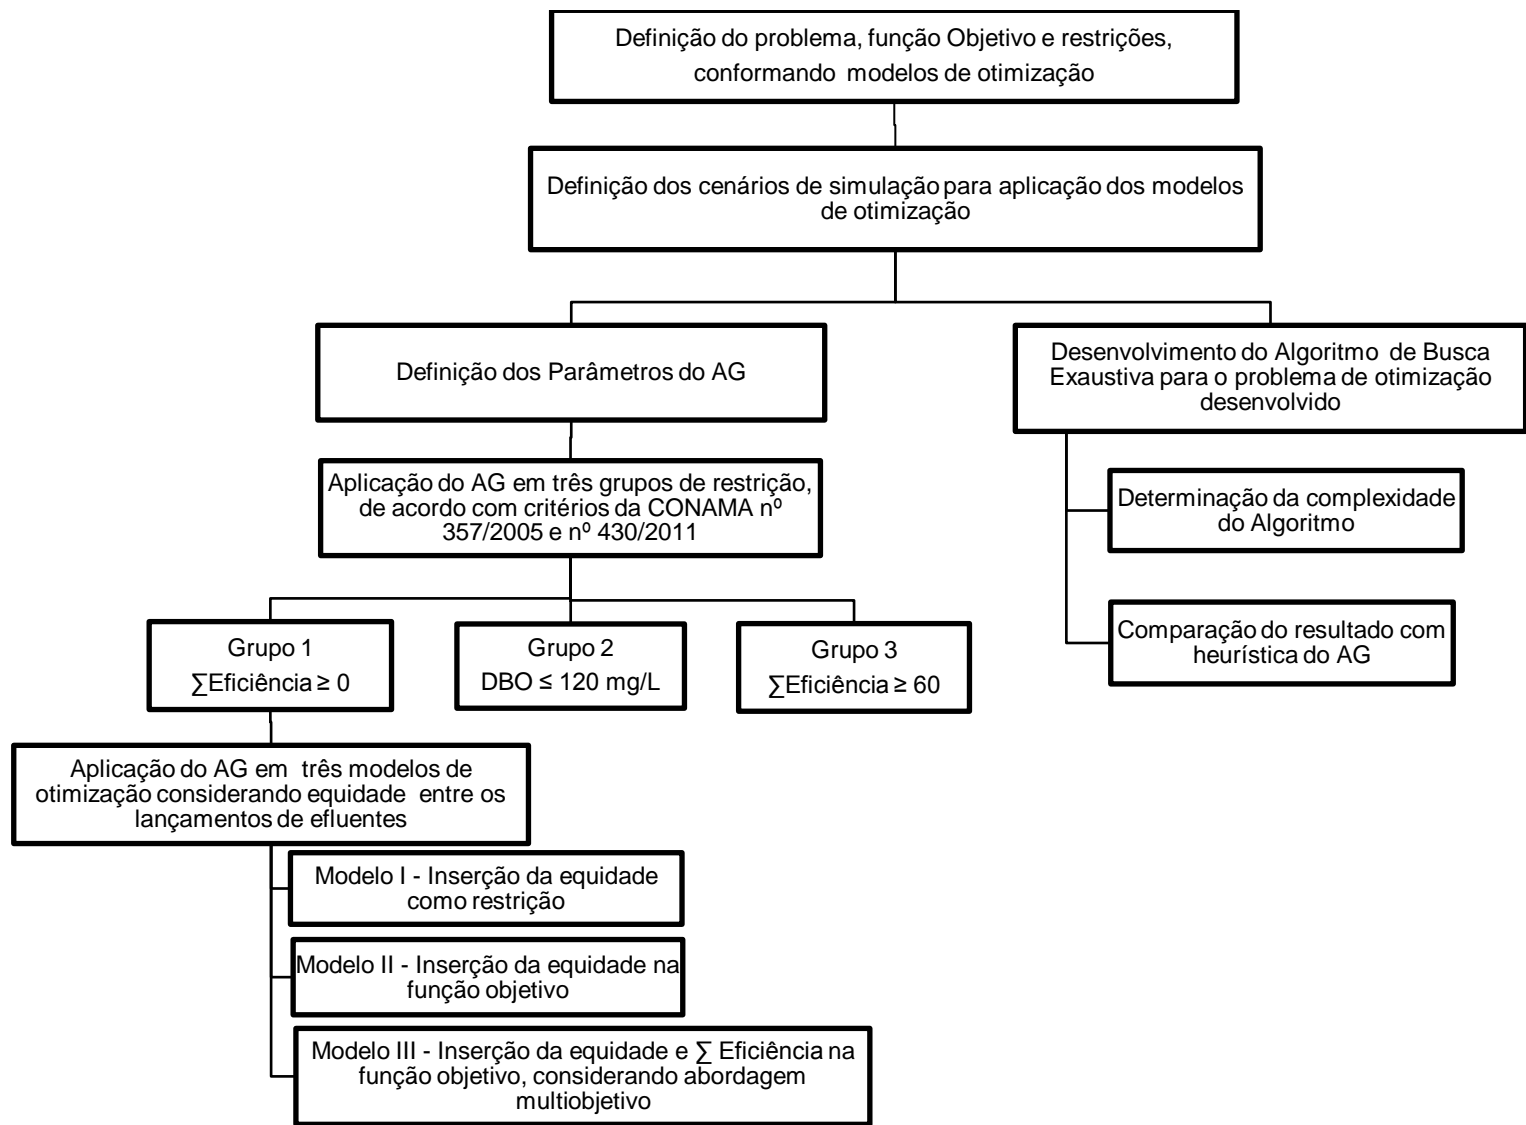 Definição do problema, função Objetivo e restrições,
conformando modelos de otimização
Definição dos cenários de simulação para aplicação dos modelos
de otimização
Definição dos Parâmetros do AG
Desenvolvimento do Algoritmo de Busca
Exaustiva para o problema de otimização
desenvolvido
Aplicação do AG em três grupos de restrição,
de acordo com critérios da CONAMA nº
357/2005 e nº 430/2011
Determinação da complexidade
do Algoritmo
Comparação do resultado com
heurística do AG
Grupo 1
∑Eficiência ≥ 0
Grupo 2
DBO ≤ 120 mg/L
Grupo 3
∑Eficiência ≥ 60
Aplicação do AG em três modelos de
otimização considerando equidade entre os
lançamentos de efluentes
Modelo I - Inserção da equidade
como restrição
Modelo II - Inserção da equidade na
função objetivo
Modelo III - Inserção da equidade e ∑ Eficiência na
função objetivo, considerando abordagem
multiobjetivo